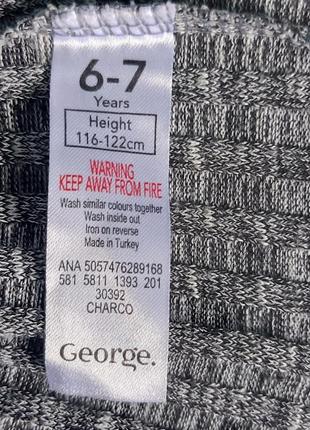 6-7
Years
Height
116-122cm
WARNING
KEEP AWAY FROM FIRE
Wash similar colours together
Wash inside out
Iron on reverse
Made in Turkey
ANA 5057476289168
581 5811 1393 201
30392
CHARCO
George.